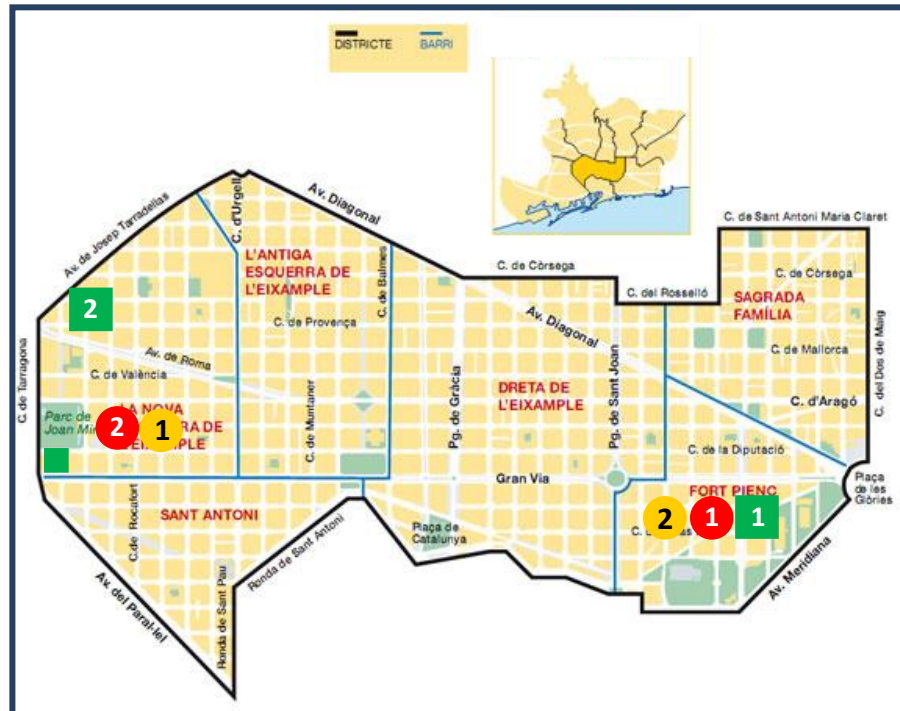 DISTRICTE
BARRI
C. de Sant Antoni Maria Claret
Av. Diagonal
C. d'Urgell
Av. de Josep Tarradellas
L'ANTIGA
ESQUERRA DE
L'EIXAMPLE
C. de Balmes
C. de Còrsega
C. de Còrsega
C. del Rosselló
SAGRADA
FAMÍLIA
2
C. de Provença
Av. Diagonal
C. de Tarragona
Av. de Roma
C. de València
C. de Mallorca
C. del Dos de Maig
Pg. de Gràcia
DRETA DE
L'EIXAMPLE
Pg. de Sant Joan
C. d'Aragó
LA NOVA
Parc de
Joan
2
1
RA DE
C. de Muntaner
C. de la Diputació
Gran Via
Plaça
de les
Glòries
FORT PIENC
SANT ANTONI
C.de Rocafort
Plaça de
Catalunya
2
1
1
Ronda de Sant Antoni
Av. Meridiana
Av. del Paral·lel
Ronda de Sant Pau